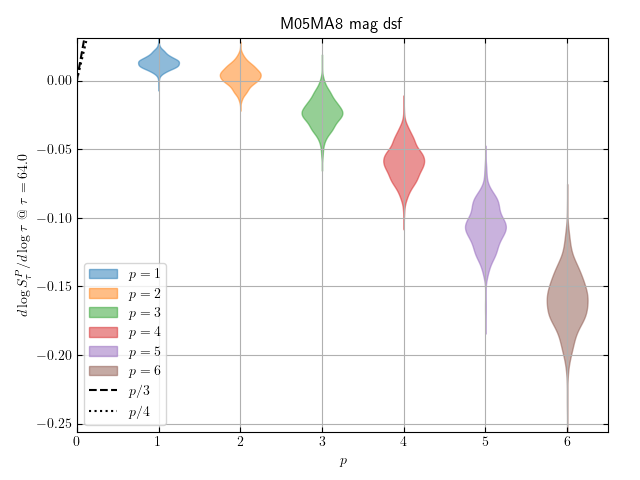 M05MA8 mag dsf
d log S_τ^P / d log τ @ τ = 64.0
0.00
−0.05
−0.10
−0.15
−0.20
−0.25
p = 1
p = 2
p = 3
p = 4
p = 5
p = 6
p/3
p/4
0 1 2 3 4 5 6
p